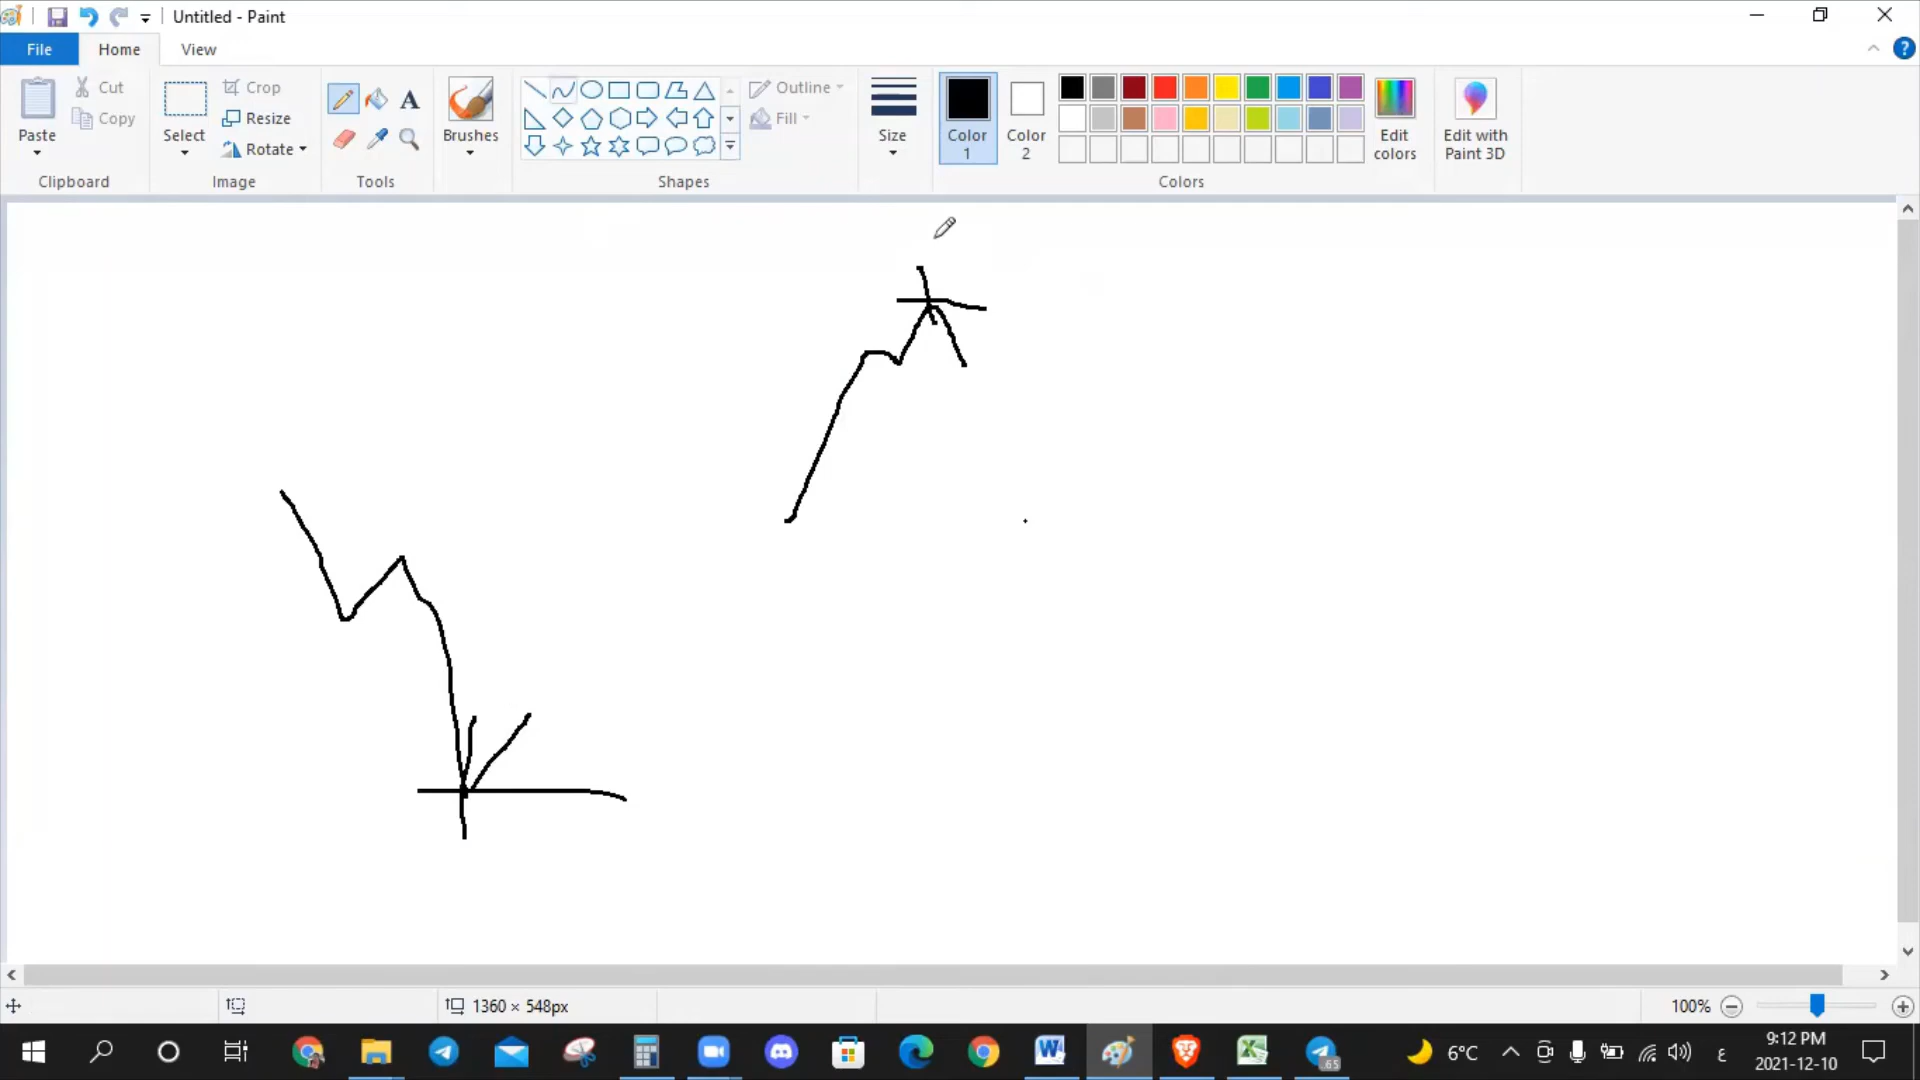 Untitled - Paint
File Home View
Paste
Cut
Copy
Clipboard
Select
Crop
Resize
Rotate
Image
A
Tools
Brushes
Shapes
Outline
Fill
Size
Color 1
Color 2
Edit colors
Edit with Paint 3D
Colors
1360 × 548px
100%
6°C
65
ع
9:12 PM
2021-12-10